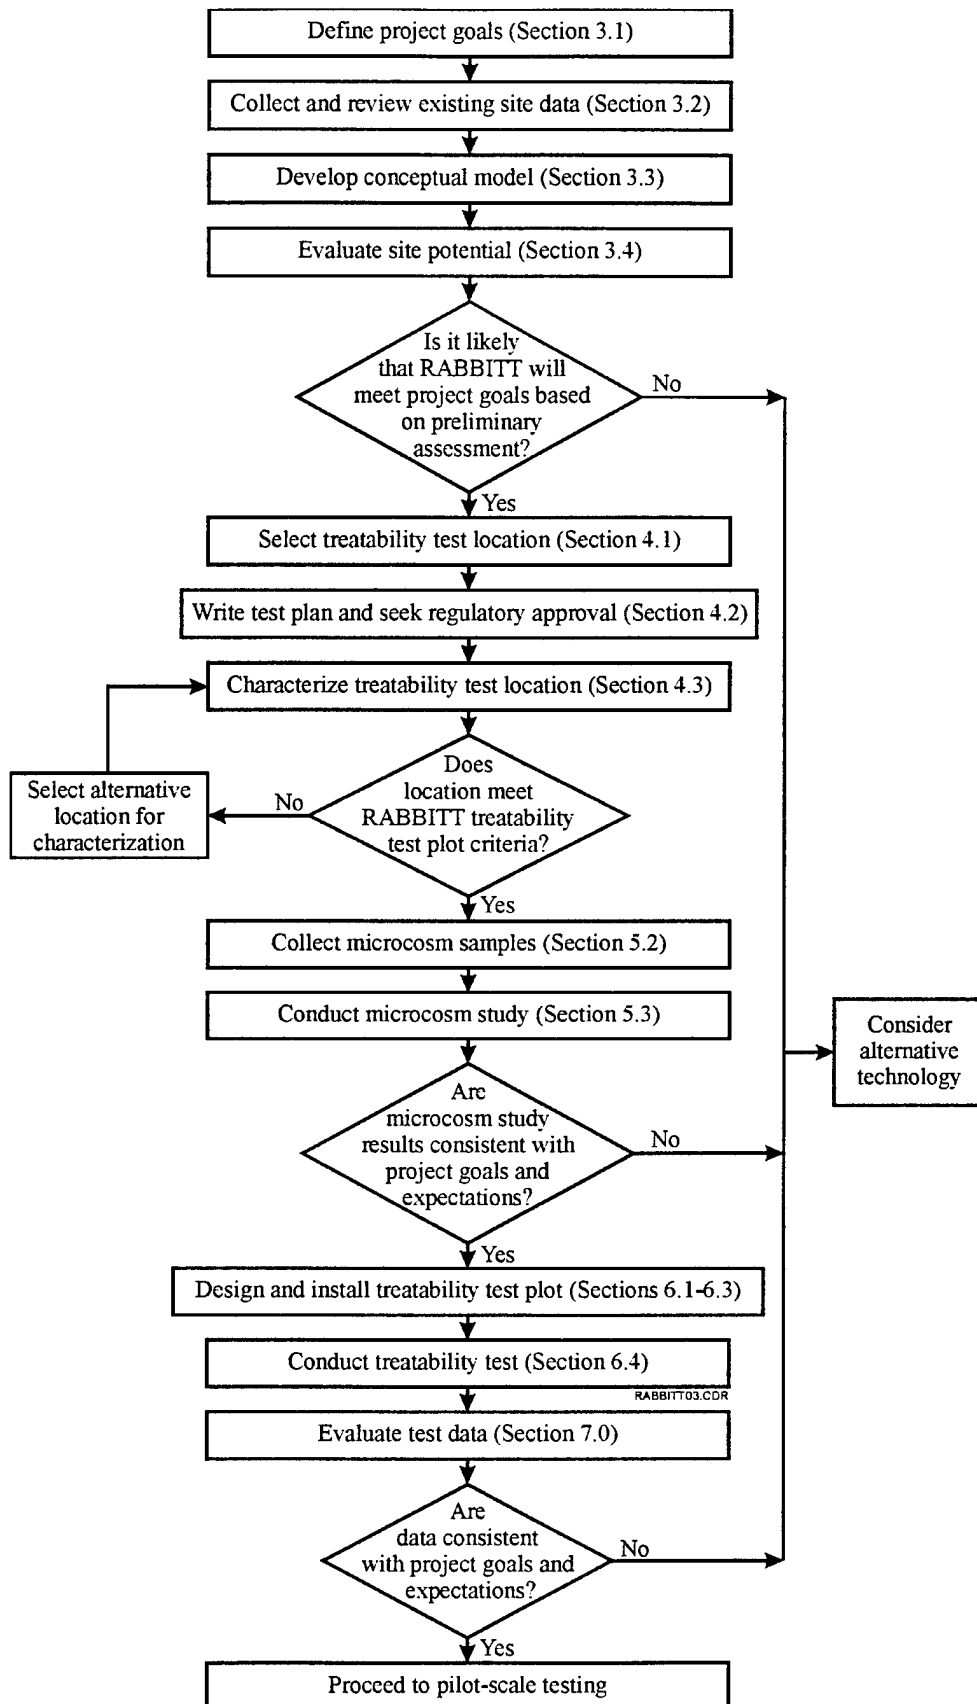 Define project goals (Section 3.1)
Collect and review existing site data (Section 3.2)
Develop conceptual model (Section 3.3)
Evaluate site potential (Section 3.4)
Is it likely
that RABBITT will
meet project goals based
on preliminary
assessment?
No
Yes
Select treatability test location (Section 4.1)
Write test plan and seek regulatory approval (Section 4.2)
Characterize treatability test location (Section 4.3)
Does
location meet
RABBITT treatability
test plot criteria?
No
Select alternative
location for
characterization
Yes
Collect microcosm samples (Section 5.2)
Conduct microcosm study (Section 5.3)
Consider
alternative
technology
Are
microcosm study
results consistent with
project goals and
expectations?
No
Yes
Design and install treatability test plot (Sections 6.1-6.3)
Conduct treatability test (Section 6.4)
RABBITT03.CDR
Evaluate test data (Section 7.0)
Are
data consistent
with project goals and
expectations?
No
Yes
Proceed to pilot-scale testing